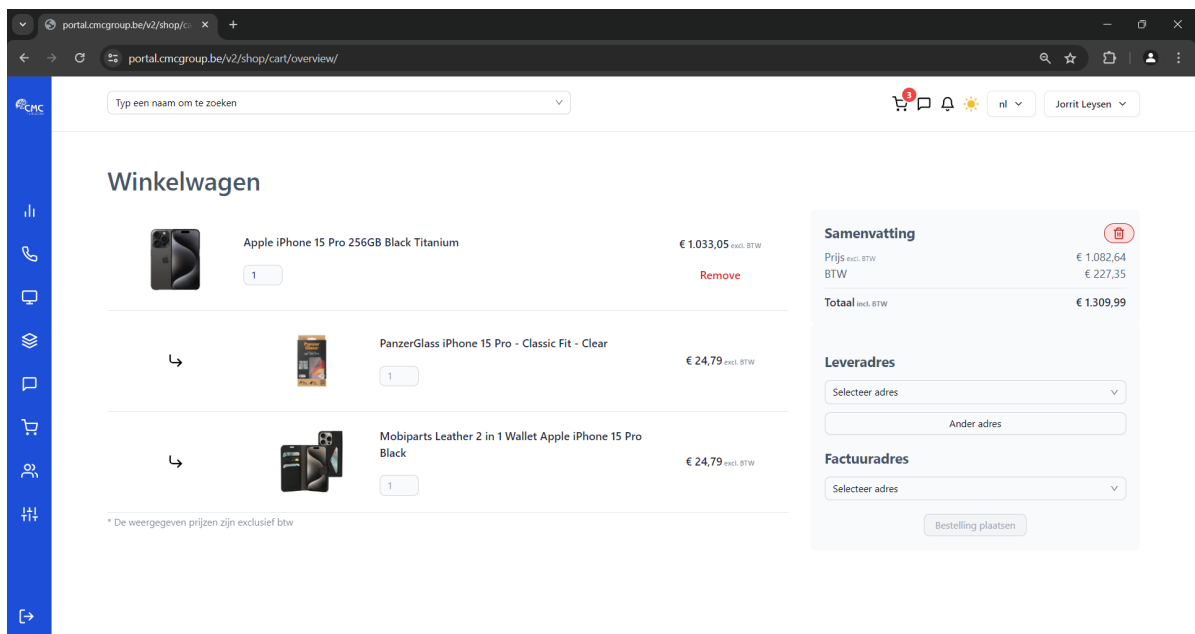 portal.cmcgroup.be/v2/shop/ca
portal.cmcgroup.be/v2/shop/cart/overview/
CMC
Typ een naam om te zoeken
3
nl
Jorrit Leysen
Winkelwagen
Apple iPhone 15 Pro 256GB Black Titanium
1
€ 1.033,05 excl. BTW
Remove
PanzerGlass iPhone 15 Pro - Classic Fit - Clear
1
€ 24,79 excl. BTW
Mobiparts Leather 2 in 1 Wallet Apple iPhone 15 Pro
Black
1
€ 24,79 excl. BTW
* De weergegeven prijzen zijn exclusief btw
Samenvatting
Prijs excl. BTW € 1.082,64
BTW € 227,35
Totaal incl. BTW € 1.309,99
Leveradres
Selecteer adres
Ander adres
Factuuradres
Selecteer adres
Bestelling plaatsen